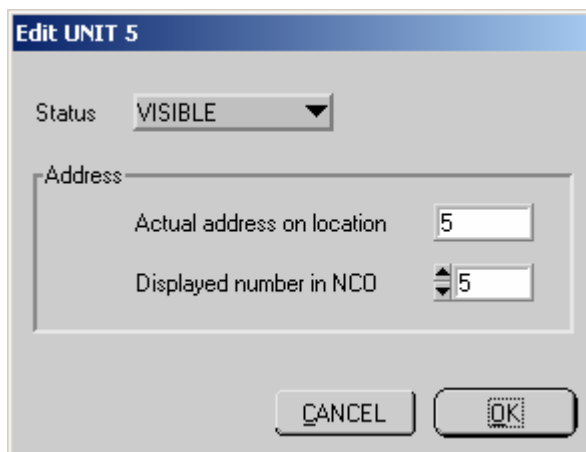 Edit UNIT 5
Status VISIBLE
Address
Actual address on location 5
Displayed number in NCO 5
CANCEL OK